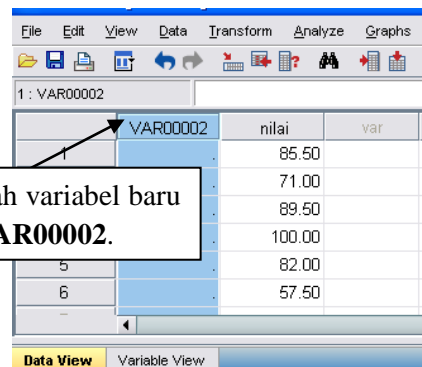 File Edit View Data Transform Analyze Graphs
1 : VAR00002
VAR00002 nilai var
1 . 85.50
. 71.00
. 89.50
. 100.00
5 . 82.00
6 . 57.50
variabel baru
AR00002.
Data View Variable View